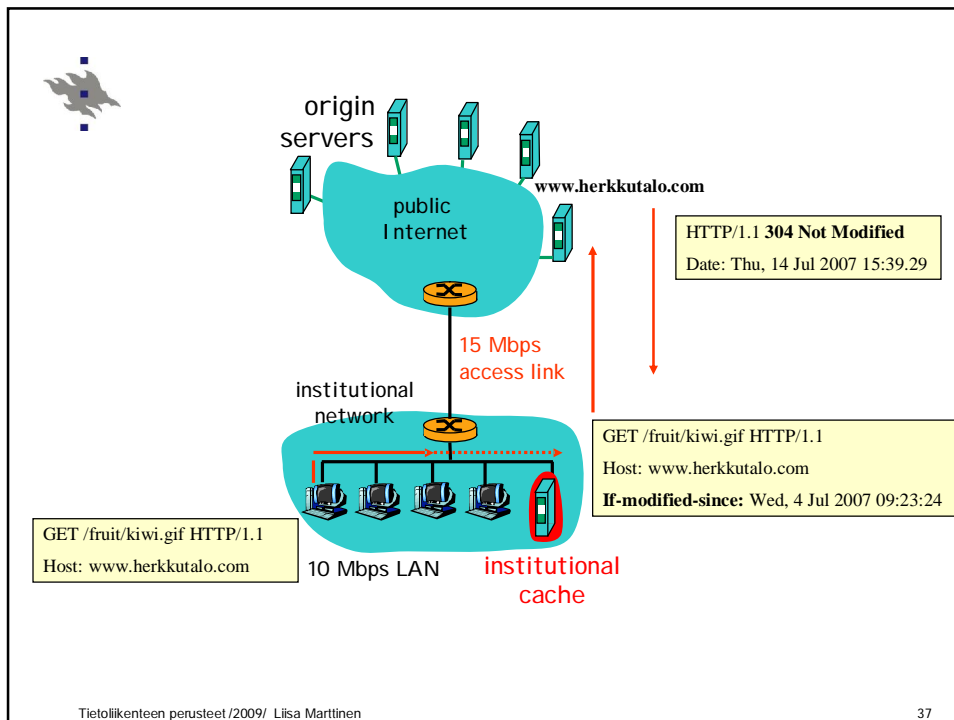 origin
servers
www.herkkutalo.com
public
Internet
HTTP/1.1 304 Not Modified
Date: Thu, 14 Jul 2007 15:39.29
15 Mbps
access link
institutional
network
GET /fruit/kiwi.gif HTTP/1.1
Host: www.herkkutalo.com
If-modified-since: Wed, 4 Jul 2007 09:23:24
GET /fruit/kiwi.gif HTTP/1.1
Host: www.herkkutalo.com
10 Mbps LAN
institutional
cache
Tietoliikenteen perusteet /2009/ Liisa Marttinen
37